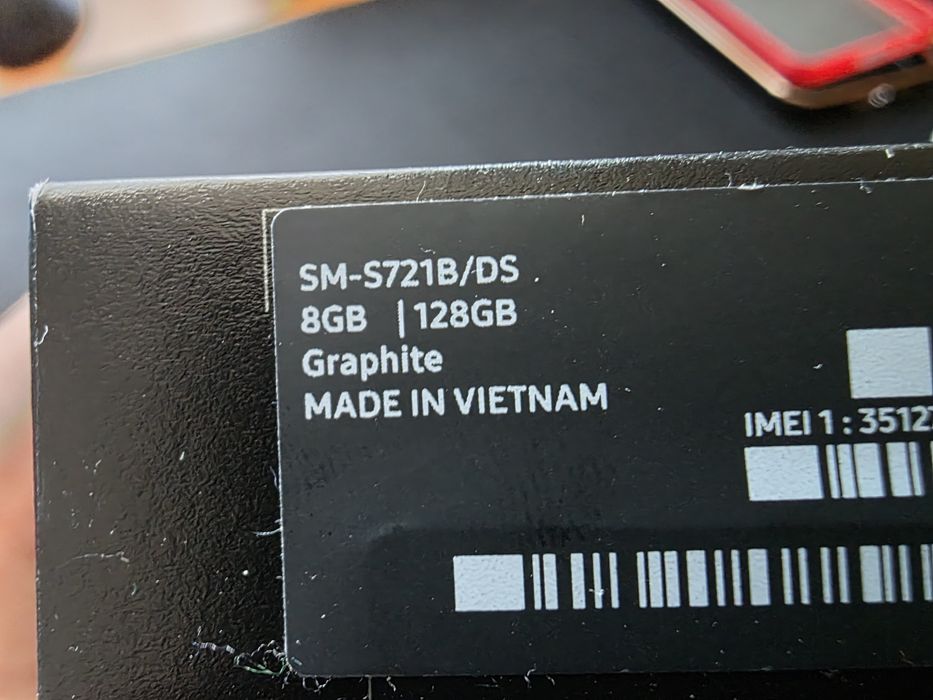 SM-S721B/DS
8GB | 128GB
Graphite
MADE IN VIETNAM
IMEI 1 : 3512